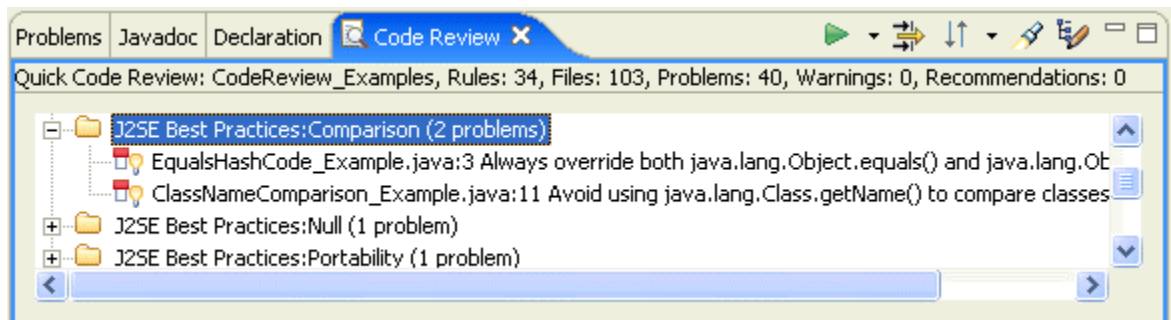 Problems Javadoc Declaration Code Review
Quick Code Review: CodeReview_Examples, Rules: 34, Files: 103, Problems: 40, Warnings: 0, Recommendations: 0
J2SE Best Practices:Comparison (2 problems)
EqualsHashCode_Example.java:3 Always override both java.lang.Object.equals() and java.lang.Ob
ClassNameComparison_Example.java:11 Avoid using java.lang.Class.getName() to compare classes
J2SE Best Practices:Null (1 problem)
J2SE Best Practices:Portability (1 problem)